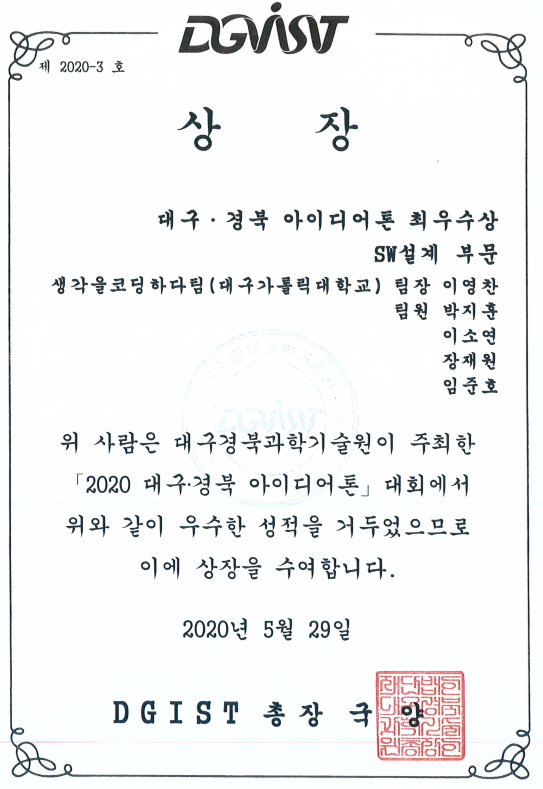 DGIST
제 2020-3 호
상 장
대구·경북 아이디어톤 최우수상
SW설계 부문
생각을코딩하다팀(대구가톨릭대학교) 팀장 이영찬
팀원 박지훈
이소연
장재원
임준호
위 사람은 대구경북과학기술원이 주최한
「2020 대구·경북 아이디어톤」대회에서
위와 같이 우수한 성적을 거두었으므로
이에 상장을 수여합니다.
2020년 5월 29일
DGIST 총장 국 양